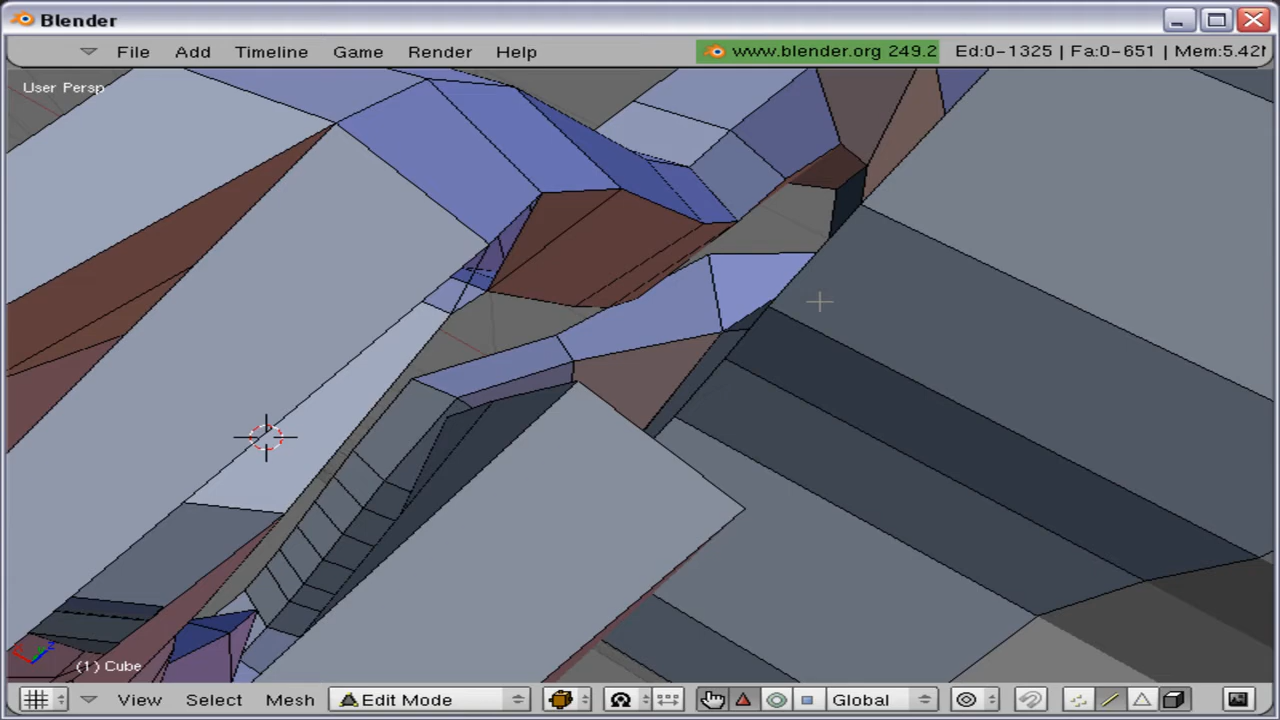 Blender
File Add Timeline Game Render Help www.blender.org 249.2 Ed:0-1325 | Fa:0-651 | Mem:5.42
User Persp
(1) Cube
View Select Mesh Edit Mode Global